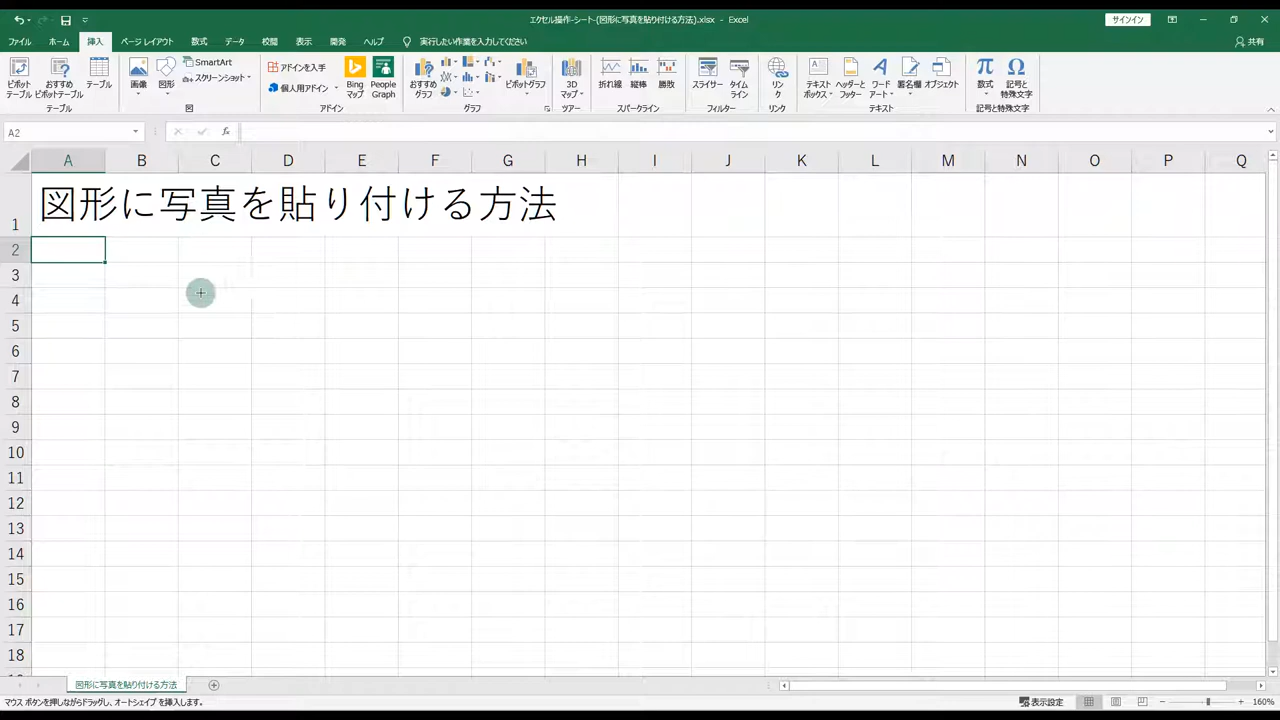 エクセル操作-シート-(図形に写真を貼り付ける方法).xlsx - Excel
サインイン
ファイル ホーム 挿入 ページ レイアウト 数式 データ 校閲 表示 開発 ヘルプ 実行したい作業を入力してください 共有
ピボットテーブル
おすすめピボットテーブル
テーブル
テーブル
画像
図形
SmartArt
スクリーンショット
図
アドインを入手
個人用アドイン
Bing マップ
People Graph
アドイン
おすすめグラフ
ピボットグラフ
グラフ
3D マップ
ツアー
折れ線
縦棒
勝敗
スパークライン
スライサー
タイムライン
フィルター
リンク
リンク
テキストボックス
ヘッダーとフッター
ワードアート
署名欄
オブジェクト
テキスト
数式
記号と特殊文字
記号と特殊文字
A2
fx
A B C D E F G H I J K L M N O P Q
1 図形に写真を貼り付ける方法
2
3
4
5
6
7
8
9
10
11
12
13
14
15
16
17
18
図形に写真を貼り付ける方法
マウス ボタンを押しながらドラッグし、オートシェイプ を挿入します。
表示設定
160%